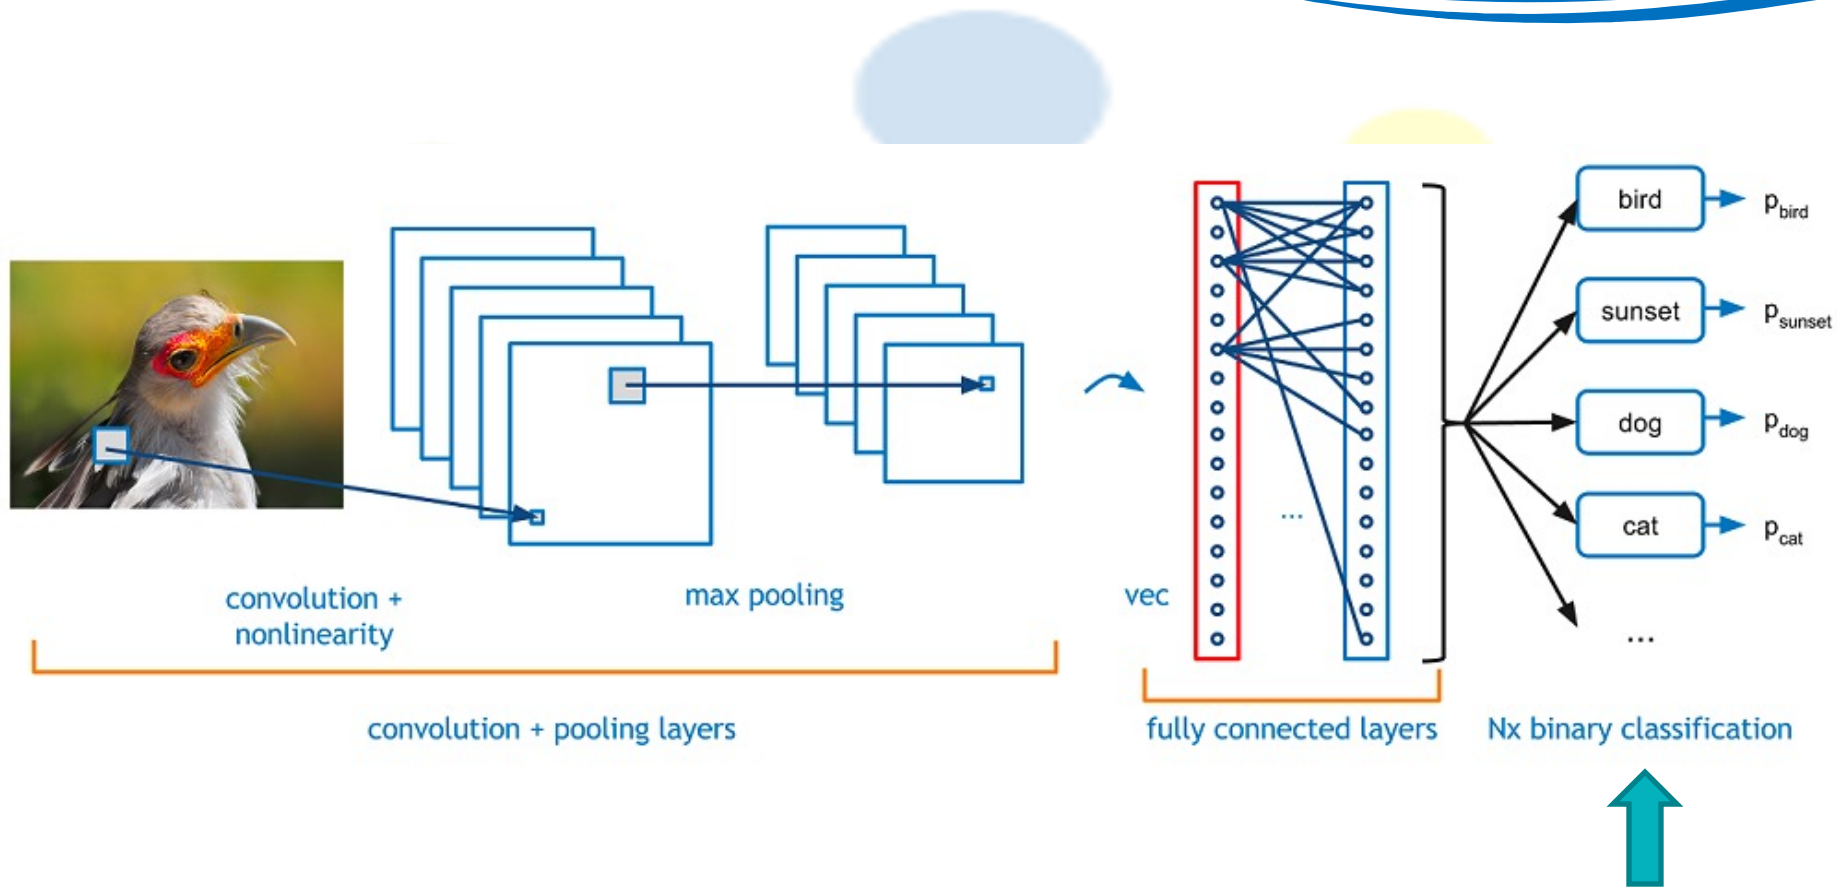 bird
p_bird
sunset
p_sunset
dog
p_dog
...
cat
p_cat
...
convolution +
nonlinearity
max pooling
vec
convolution + pooling layers
fully connected layers
Nx binary classification